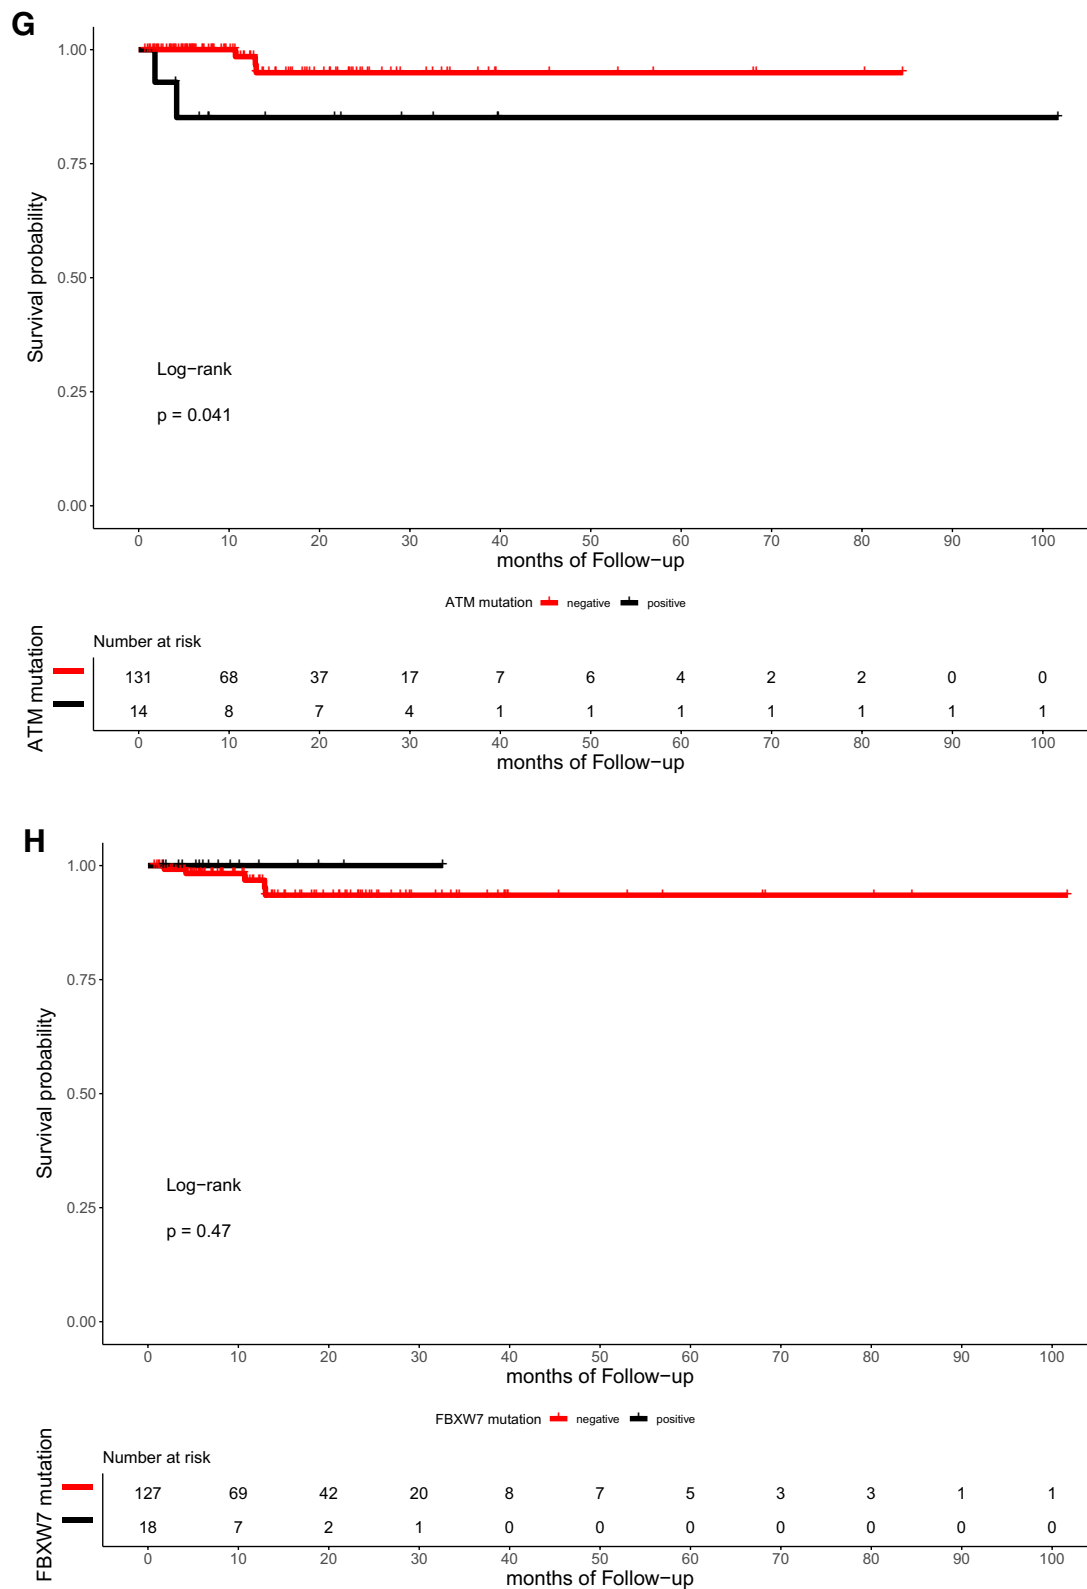 G
1.00
0.75
0.50
0.25
0.00
Survival probability
Log−rank
p = 0.041
0 10 20 30 40 50 60 70 80 90 100
months of Follow−up
ATM mutation negative positive
Number at risk
ATM mutation
131 68 37 17 7 6 4 2 2 0 0
14 8 7 4 1 1 1 1 1 1 1
0 10 20 30 40 50 60 70 80 90 100
months of Follow−up
H
1.00
0.75
0.50
0.25
0.00
Survival probability
Log−rank
p = 0.47
0 10 20 30 40 50 60 70 80 90 100
months of Follow−up
FBXW7 mutation negative positive
Number at risk
FBXW7 mutation
127 69 42 20 8 7 5 3 3 1 1
18 7 2 1 0 0 0 0 0 0 0
0 10 20 30 40 50 60 70 80 90 100
months of Follow−up